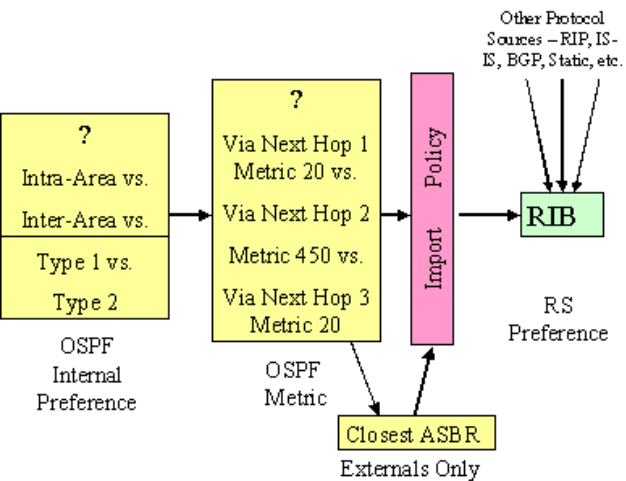 Other Protocol
Sources – RIP, IS-
IS, BGP, Static, etc.
?
Intra-Area vs.
Inter-Area vs.
Type 1 vs.
Type 2
OSPF
Internal
Preference
?
Via Next Hop 1
Metric 20 vs.
Via Next Hop 2
Metric 450 vs.
Via Next Hop 3
Metric 20
OSPF
Metric
Import Policy
RIB
RS
Preference
Closest ASBR
Externals Only